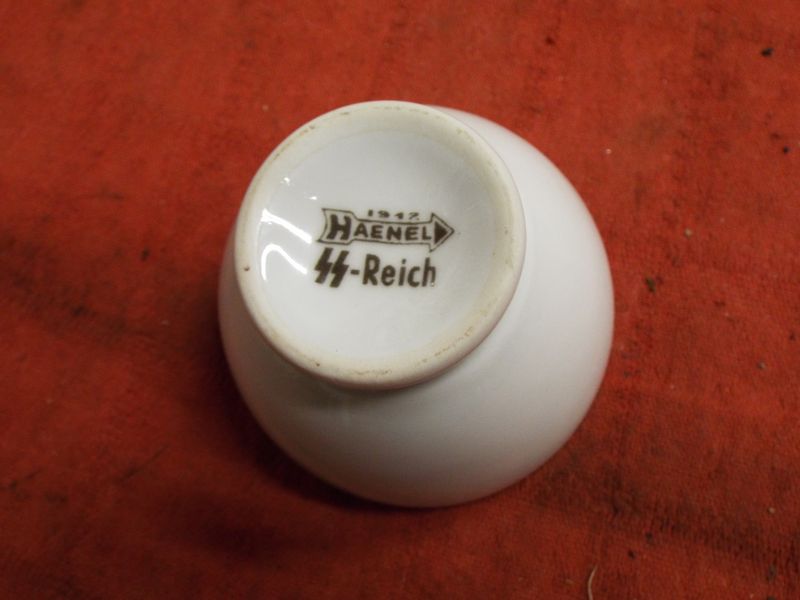 1942
HAENEL
SS-Reich